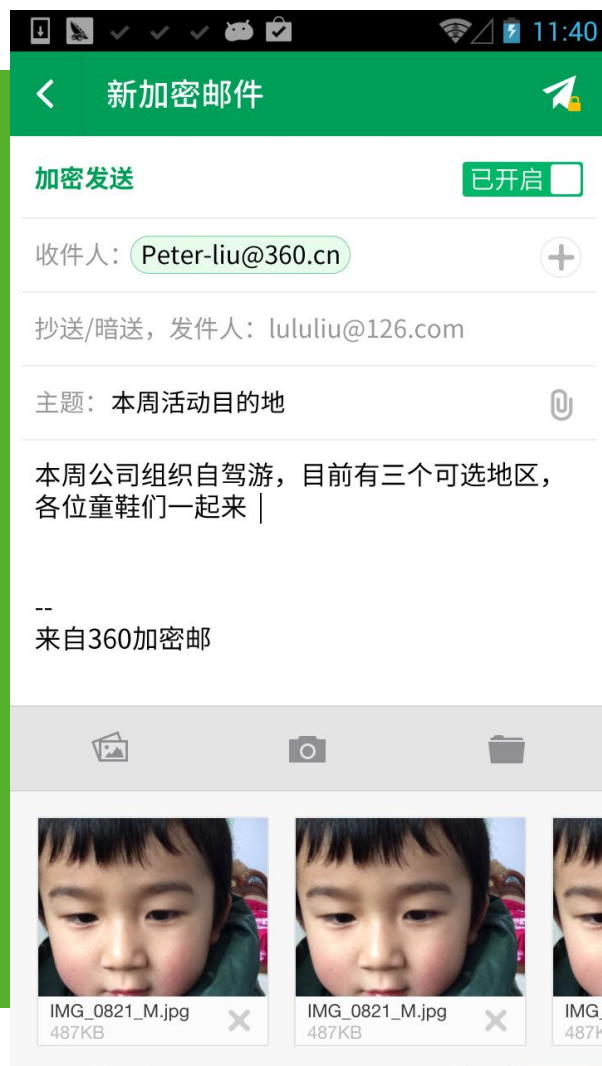 11:40
新加密邮件
加密发送 已开启
收件人：Peter-liu@360.cn
抄送/暗送，发件人：lululiu@126.com
主题：本周活动目的地
本周公司组织自驾游，目前有三个可选地区，
各位童鞋们一起来
--
来自360加密邮
IMG_0821_M.jpg IMG_0821_M.jpg IMG_
487KB 487KB 487K